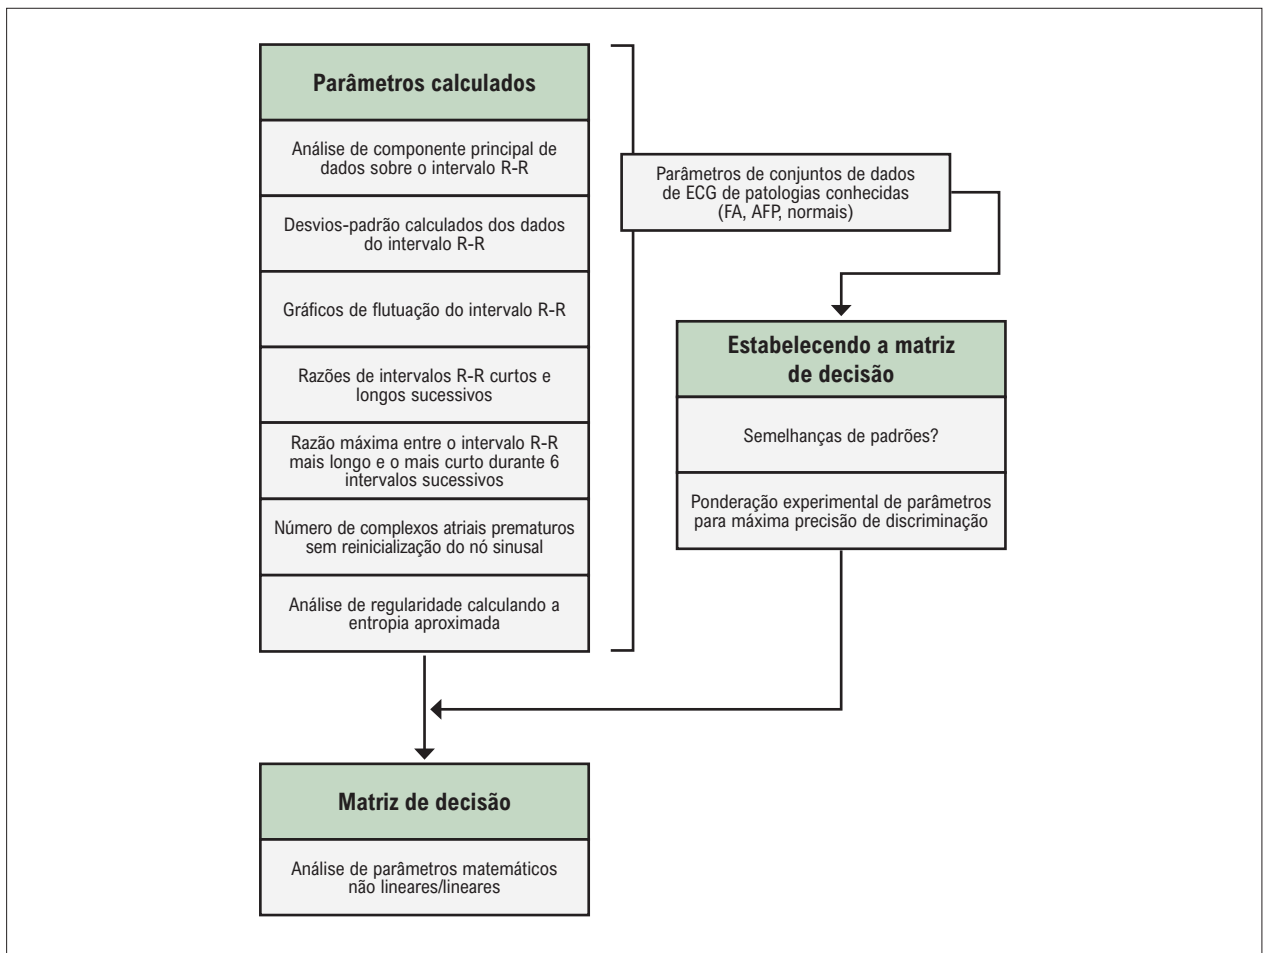 Parâmetros calculados
Análise de componente principal de
dados sobre o intervalo R-R
Desvios-padrão calculados dos dados
do intervalo R-R
Gráficos de flutuação do intervalo R-R
Razões de intervalos R-R curtos e
longos sucessivos
Razão máxima entre o intervalo R-R
mais longo e o mais curto durante 6
intervalos sucessivos
Número de complexos atriais prematuros
sem reinicialização do nó sinusal
Análise de regularidade calculando a
entropia aproximada
Parâmetros de conjuntos de dados
de ECG de patologias conhecidas
(FA, AFP, normais)
Estabelecendo a matriz
de decisão
Semelhanças de padrões?
Ponderação experimental de parâmetros
para máxima precisão de discriminação
Matriz de decisão
Análise de parâmetros matemáticos
não lineares/lineares